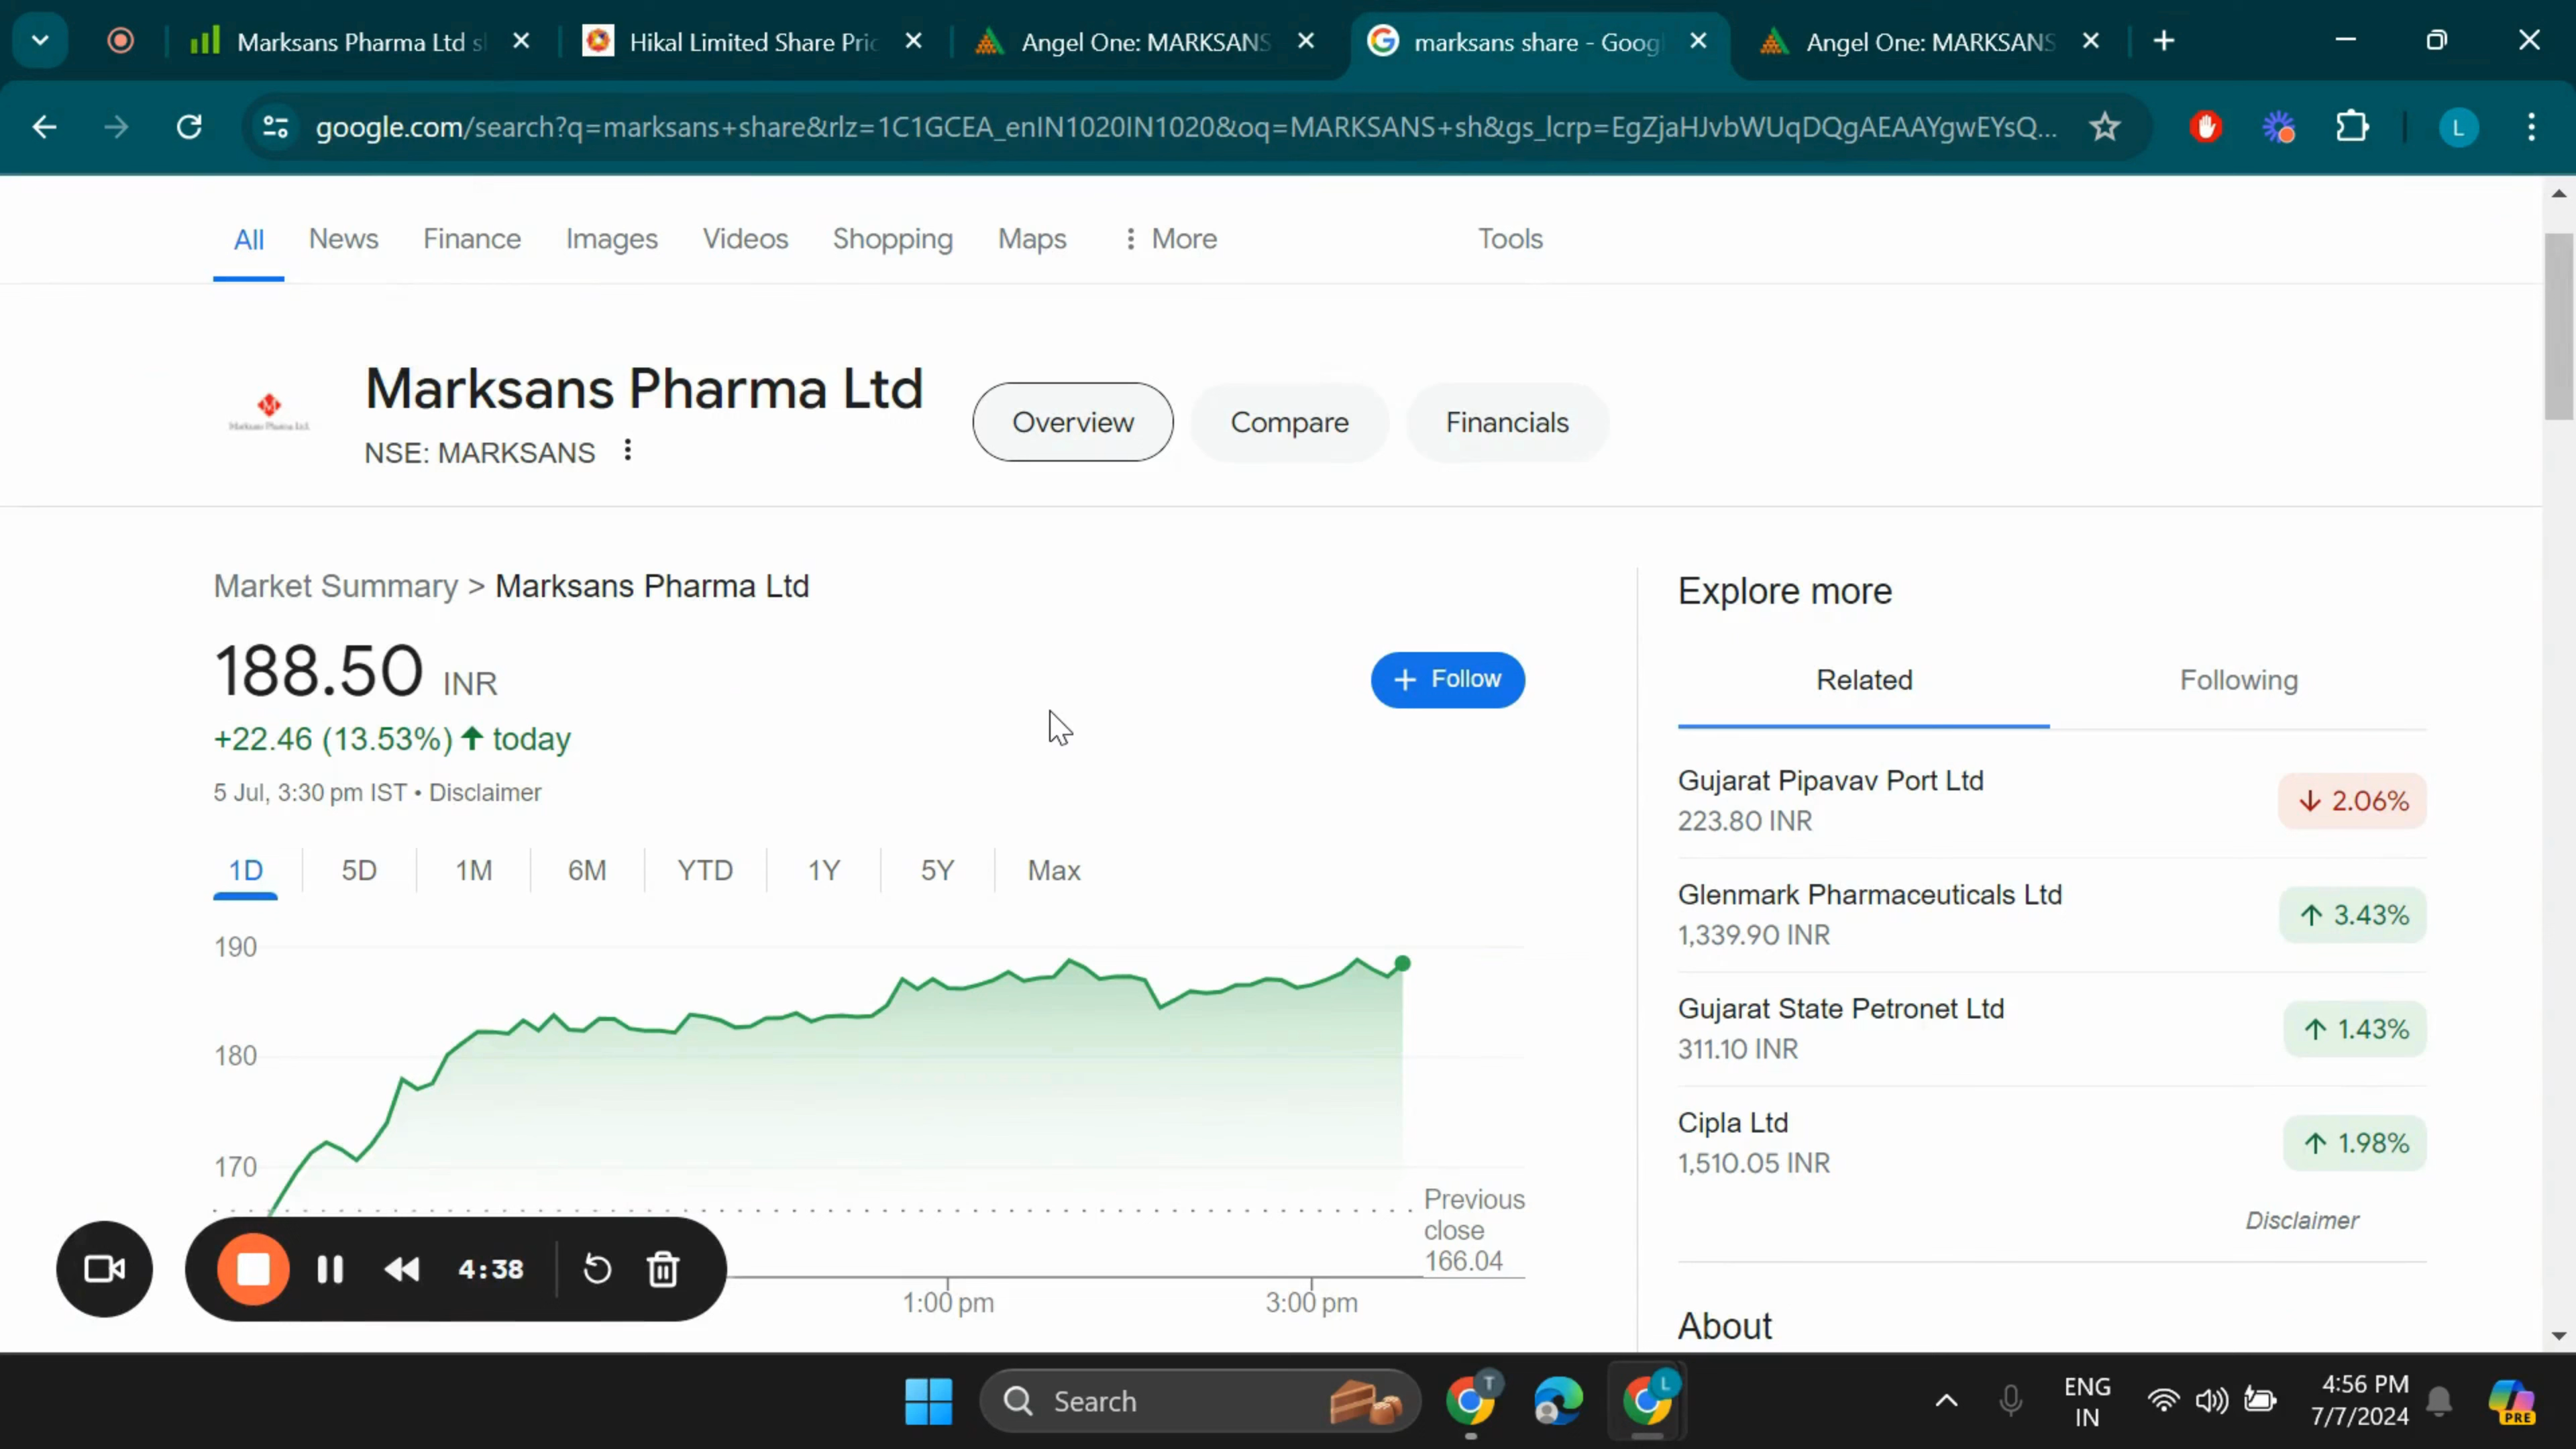 Marksans Pharma Ltd s
Hikal Limited Share Pric
Angel One: MARKSANS
marksans share - Goog
Angel One: MARKSANS
google.com/search?q=marksans+share&rlz=1C1GCEA_enIN1020IN1020&oq=MARKSANS+sh&gs_lcrp=EgZjaHJvbWUqDQgAEAAYgwEYsQ...
L
All
News
Finance
Images
Videos
Shopping
Maps
More
Tools
Marksans Pharma Ltd
NSE: MARKSANS
Marksans Pharma Ltd.
Overview
Compare
Financials
Market Summary > Marksans Pharma Ltd
188.50 INR
+22.46 (13.53%) ↑ today
5 Jul, 3:30 pm IST • Disclaimer
+ Follow
1D
5D
1M
6M
YTD
1Y
5Y
Max
190
180
170
Previous
close
166.04
1:00 pm
3:00 pm
Explore more
Related
Following
Gujarat Pipavav Port Ltd
223.80 INR
↓ 2.06%
Glenmark Pharmaceuticals Ltd
1,339.90 INR
↑ 3.43%
Gujarat State Petronet Ltd
311.10 INR
↑ 1.43%
Cipla Ltd
1,510.05 INR
↑ 1.98%
Disclaimer
About
4:38
Search
T
L
ENG
IN
4:56 PM
7/7/2024
PRE